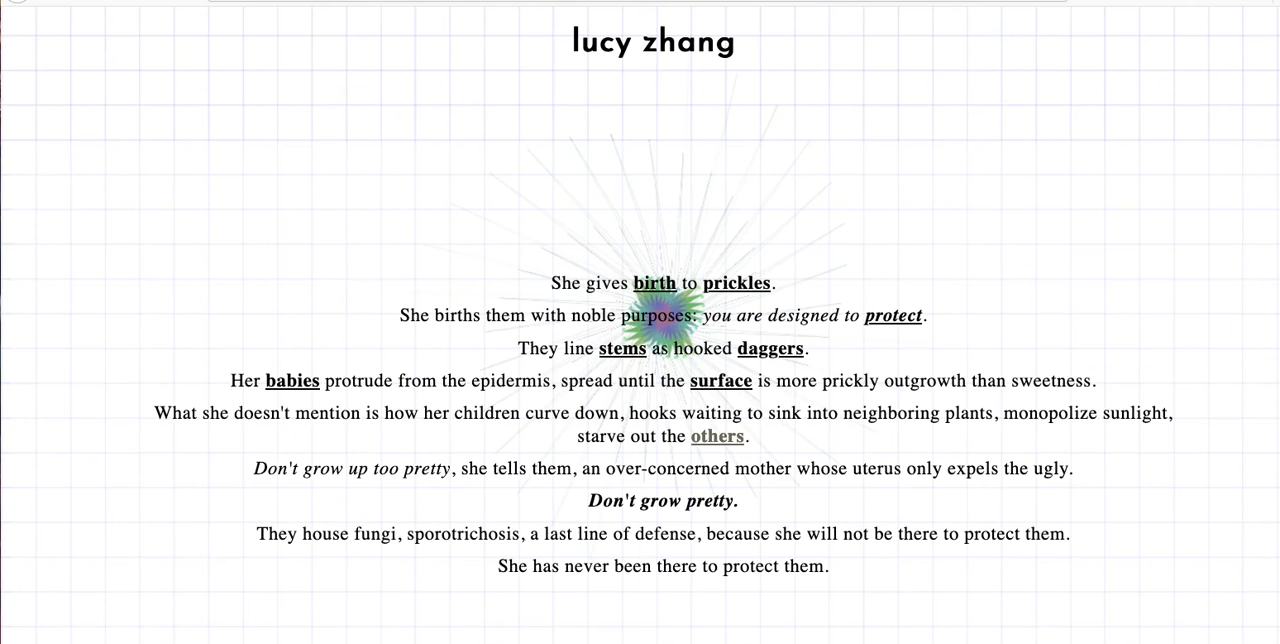 lucy zhang
She gives birth to prickles.
She births them with noble purposes: you are designed to protect.
They line stems as hooked daggers.
Her babies protrude from the epidermis, spread until the surface is more prickly outgrowth than sweetness.
What she doesn't mention is how her children curve down, hooks waiting to sink into neighboring plants, monopolize sunlight,
starve out the others.
Don't grow up too pretty, she tells them, an over-concerned mother whose uterus only expels the ugly.
Don't grow pretty.
They house fungi, sporotrichosis, a last line of defense, because she will not be there to protect them.
She has never been there to protect them.